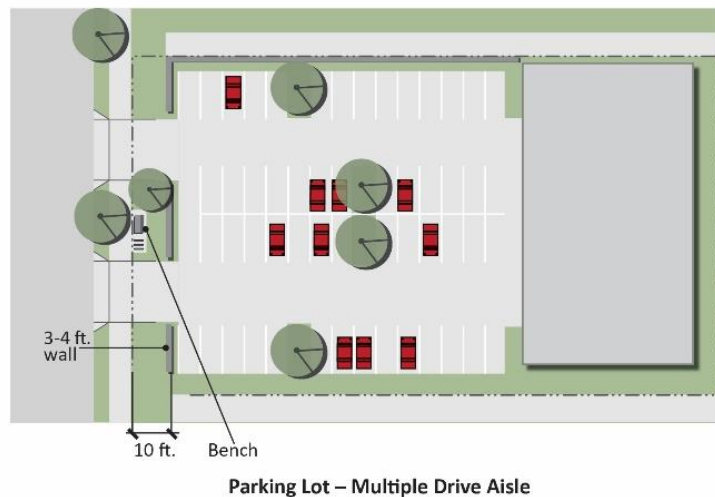 3-4 ft.
wall
10 ft.
Bench
Parking Lot – Multiple Drive Aisle